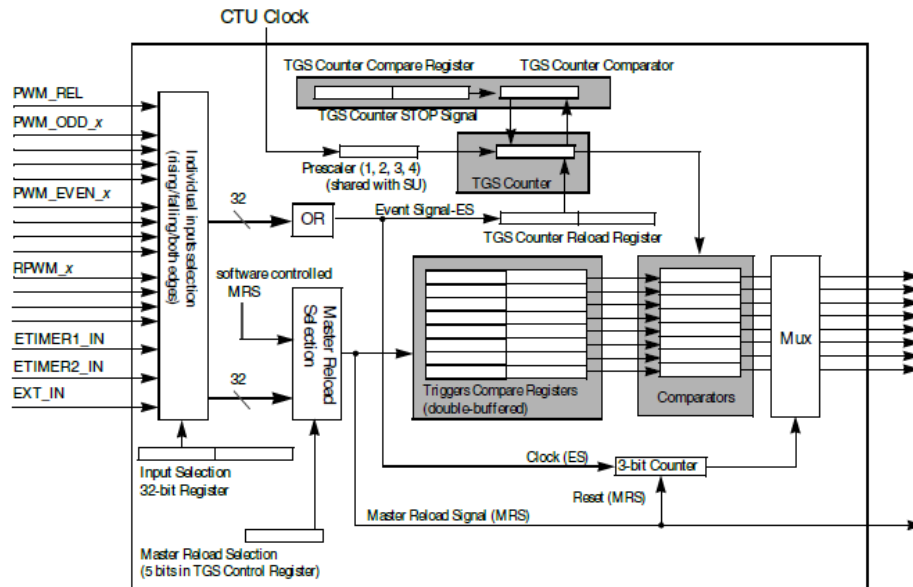 CTU Clock
TGS Counter Compare Register
TGS Counter Comparator
TGS Counter STOP Signal
PWM_REL
PWM_ODD_x
PWM_EVEN_x
RPWM_x
ETIMER1_IN
ETIMER2_IN
EXT_IN
Individual inputs selection
(rising/falling/both edges)
Prescaler (1, 2, 3, 4)
(shared with SU)
TGS Counter
32
OR
Event Signal-ES
TGS Counter Reload Register
software controlled
MRS
Master Reload
Selection
32
Triggers Compare Registers
(double-buffered)
Comparators
Mux
Input Selection
32-bit Register
Clock (ES)
3-bit Counter
Reset (MRS)
Master Reload Signal (MRS)
Master Reload Selection
(5 bits in TGS Control Register)